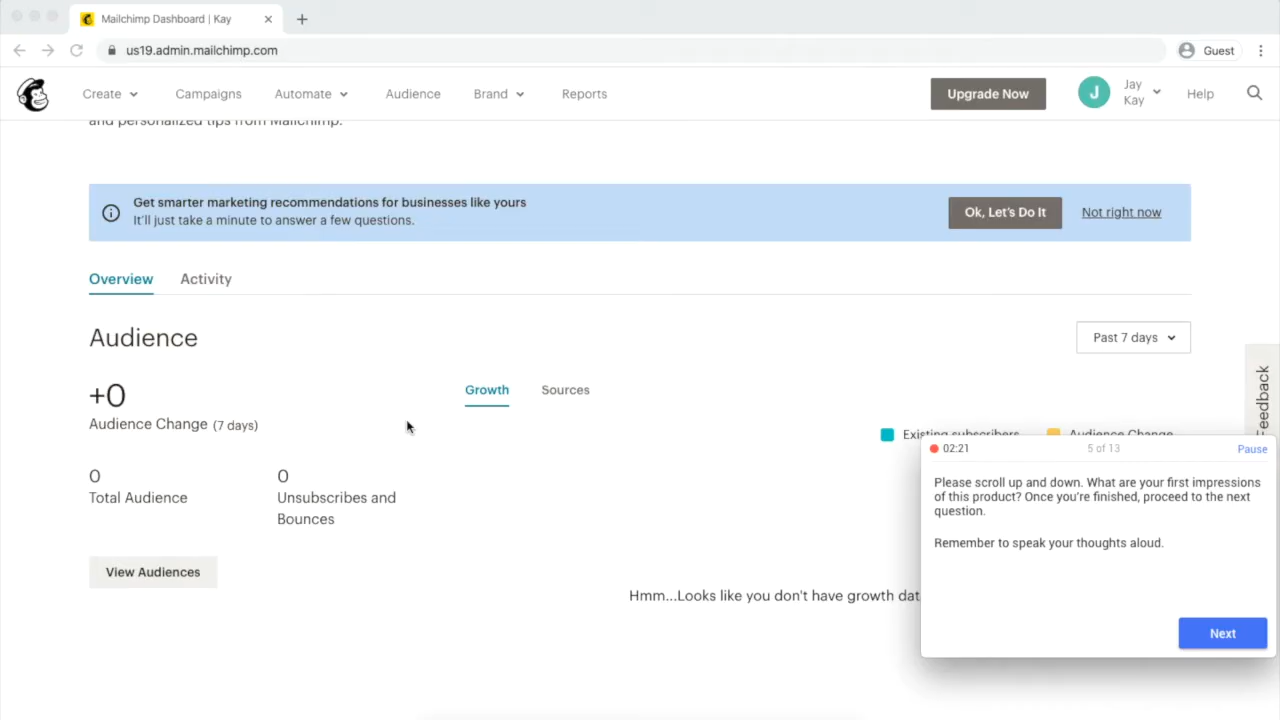 Mailchimp Dashboard | Kay
us19.admin.mailchimp.com
Guest
Create
Campaigns
Automate
Audience
Brand
Reports
Upgrade Now
J
Jay
Kay
Help
and personalized tips from Mailchimp.
Get smarter marketing recommendations for businesses like yours
It'll just take a minute to answer a few questions.
Ok, Let's Do It
Not right now
Overview
Activity
Audience
Past 7 days
+0
Audience Change (7 days)
Growth
Sources
Existing subscribers
Audience Change
0
Total Audience
0
Unsubscribes and
Bounces
View Audiences
Hmm...Looks like you don't have growth dat
Feedback
02:21
5 of 13
Pause
Please scroll up and down. What are your first impressions
of this product? Once you're finished, proceed to the next
question.
Remember to speak your thoughts aloud.
Next